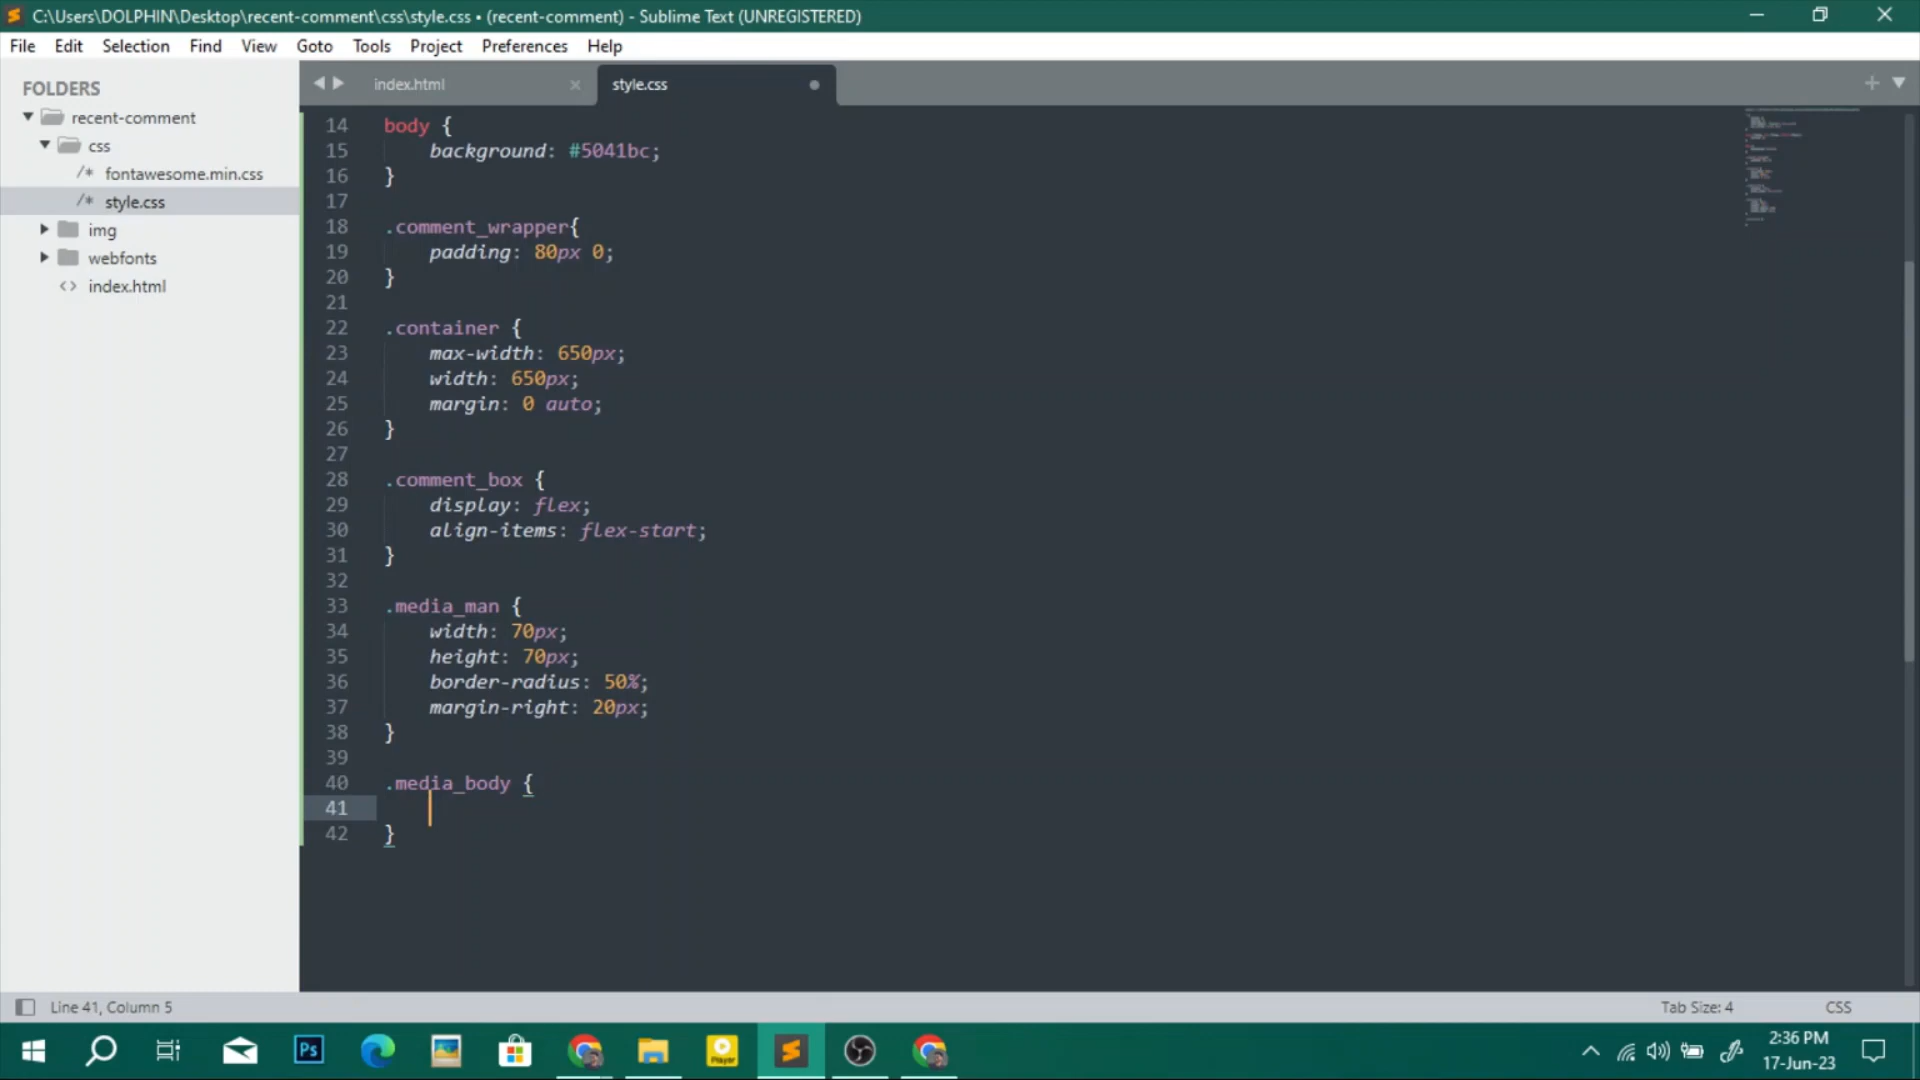 C:\Users\DOLPHIN\Desktop\recent-comment\css\style.css • (recent-comment) - Sublime Text (UNREGISTERED)
File Edit Selection Find View Goto Tools Project Preferences Help
FOLDERS
recent-comment
css
/* fontawesome.min.css
/* style.css
img
webfonts
<> index.html
index.html
style.css
14 body {
15 background: #5041bc;
16 }
17
18 .comment_wrapper{
19 padding: 80px 0;
20 }
21
22 .container {
23 max-width: 650px;
24 width: 650px;
25 margin: 0 auto;
26 }
27
28 .comment_box {
29 display: flex;
30 align-items: flex-start;
31 }
32
33 .media_man {
34 width: 70px;
35 height: 70px;
36 border-radius: 50%;
37 margin-right: 20px;
38 }
39
40 .media_body {
41
42 }
Line 41, Column 5
Tab Size: 4
CSS
Ps
Player
2:36 PM
17-Jun-23